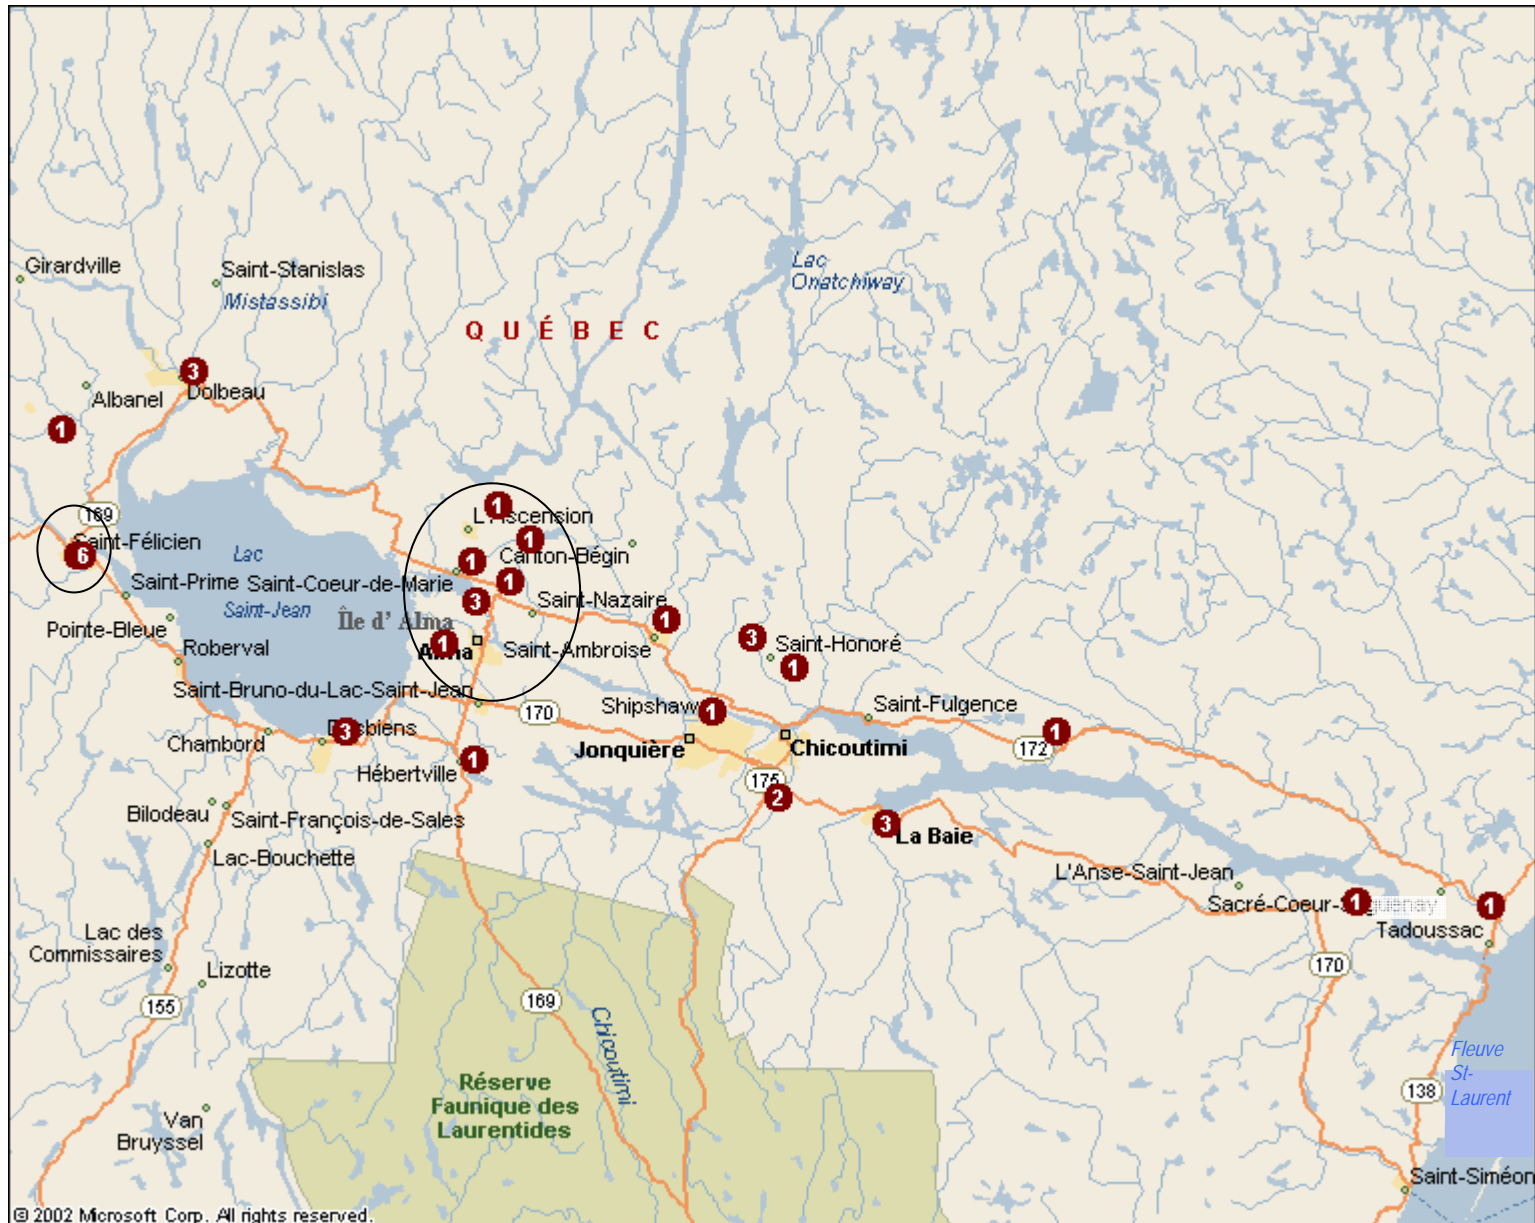 Girardville
Saint-Stanislas
Mistassibi
Lac
Onatchiway
QUÉBEC
3
Dolbeau
Albanel
1
169
Saint-Félicien
6
Lac
Saint-Jean
1
L'Ascension
1
Canton-Bégin
1
1
Saint-Prime
Saint-Coeur-de-Marie
3
Saint-Nazaire
Île d' Alma
1
Pointe-Bleue
1
Alma
Saint-Ambroise
3
Saint-Honoré
1
Roberval
Saint-Bruno-du-Lac-Saint-Jean
170
Shipshaw
1
Saint-Fulgence
Chambord
Desbiens
3
Jonquière
Chicoutimi
172
1
Hébertville
1
175
2
Bilodeau
Saint-François-de-Sales
3
La Baie
Lac-Bouchette
L'Anse-Saint-Jean
Sacré-Coeur-Saguenay
1
1
Tadoussac
Lac des
Commissaires
Lizotte
170
155
169
Chicoutimi
Fleuve
St-
Laurent
138
Réserve
Faunique des
Laurentides
Van
Bruyssel
Saint-Siméon
© 2002 Microsoft Corp. All rights reserved.